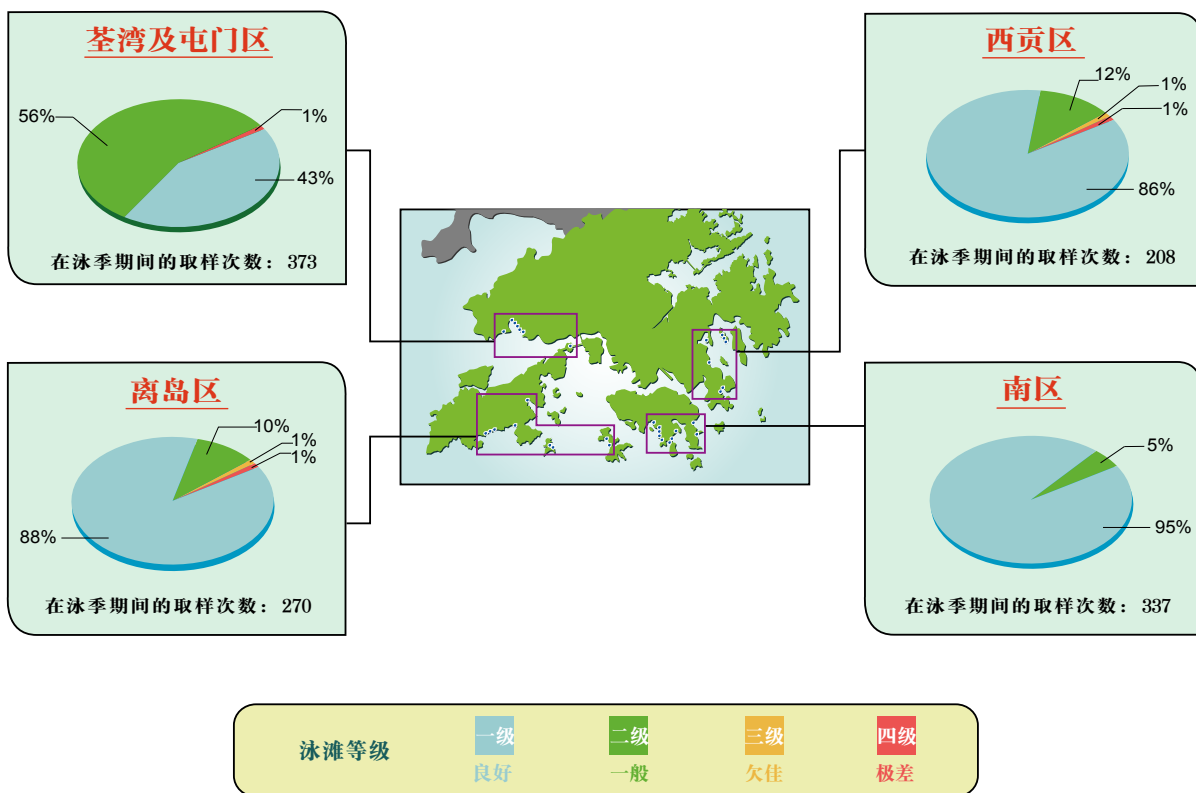 荃湾及屯门区
56%
1%
43%
在泳季期间的取样次数：373
西贡区
12%
1%
1%
86%
在泳季期间的取样次数：208
离岛区
10%
1%
1%
88%
在泳季期间的取样次数：270
南区
5%
95%
在泳季期间的取样次数：337
泳滩等级
一级 二级 三级 四级
良好 一般 欠佳 极差